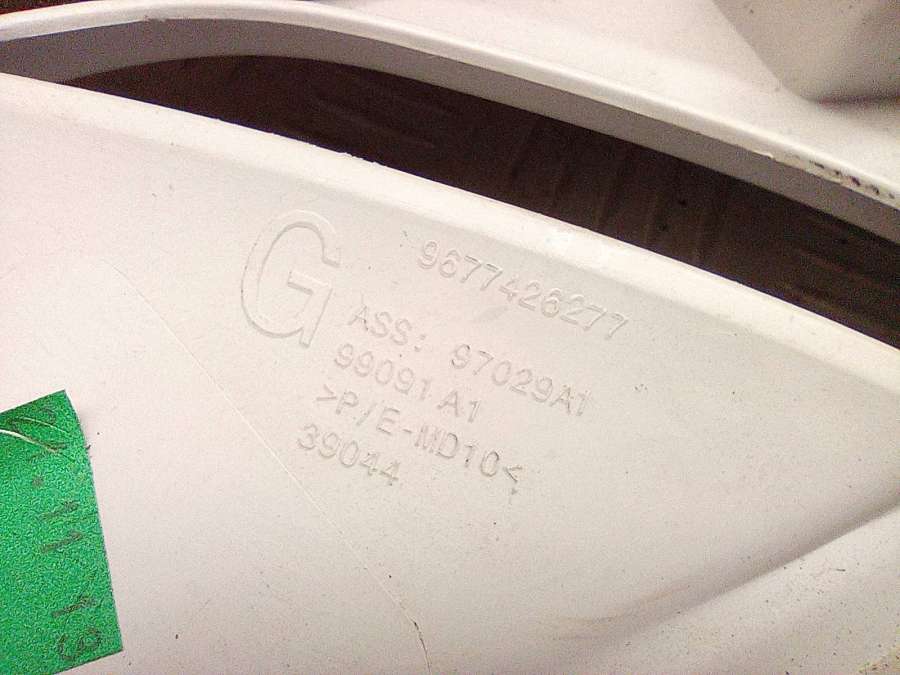 G
9677426277
ASS: 97029A1
99091 A1
>P/E-MD10<
39044